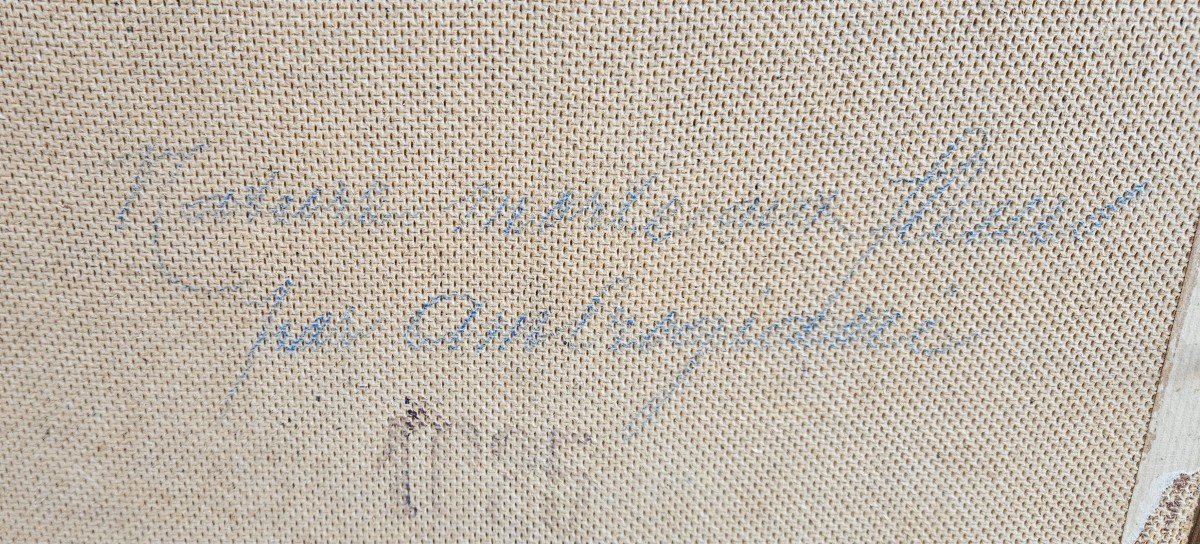 Nature morte aux fleurs
par Ambrogiani